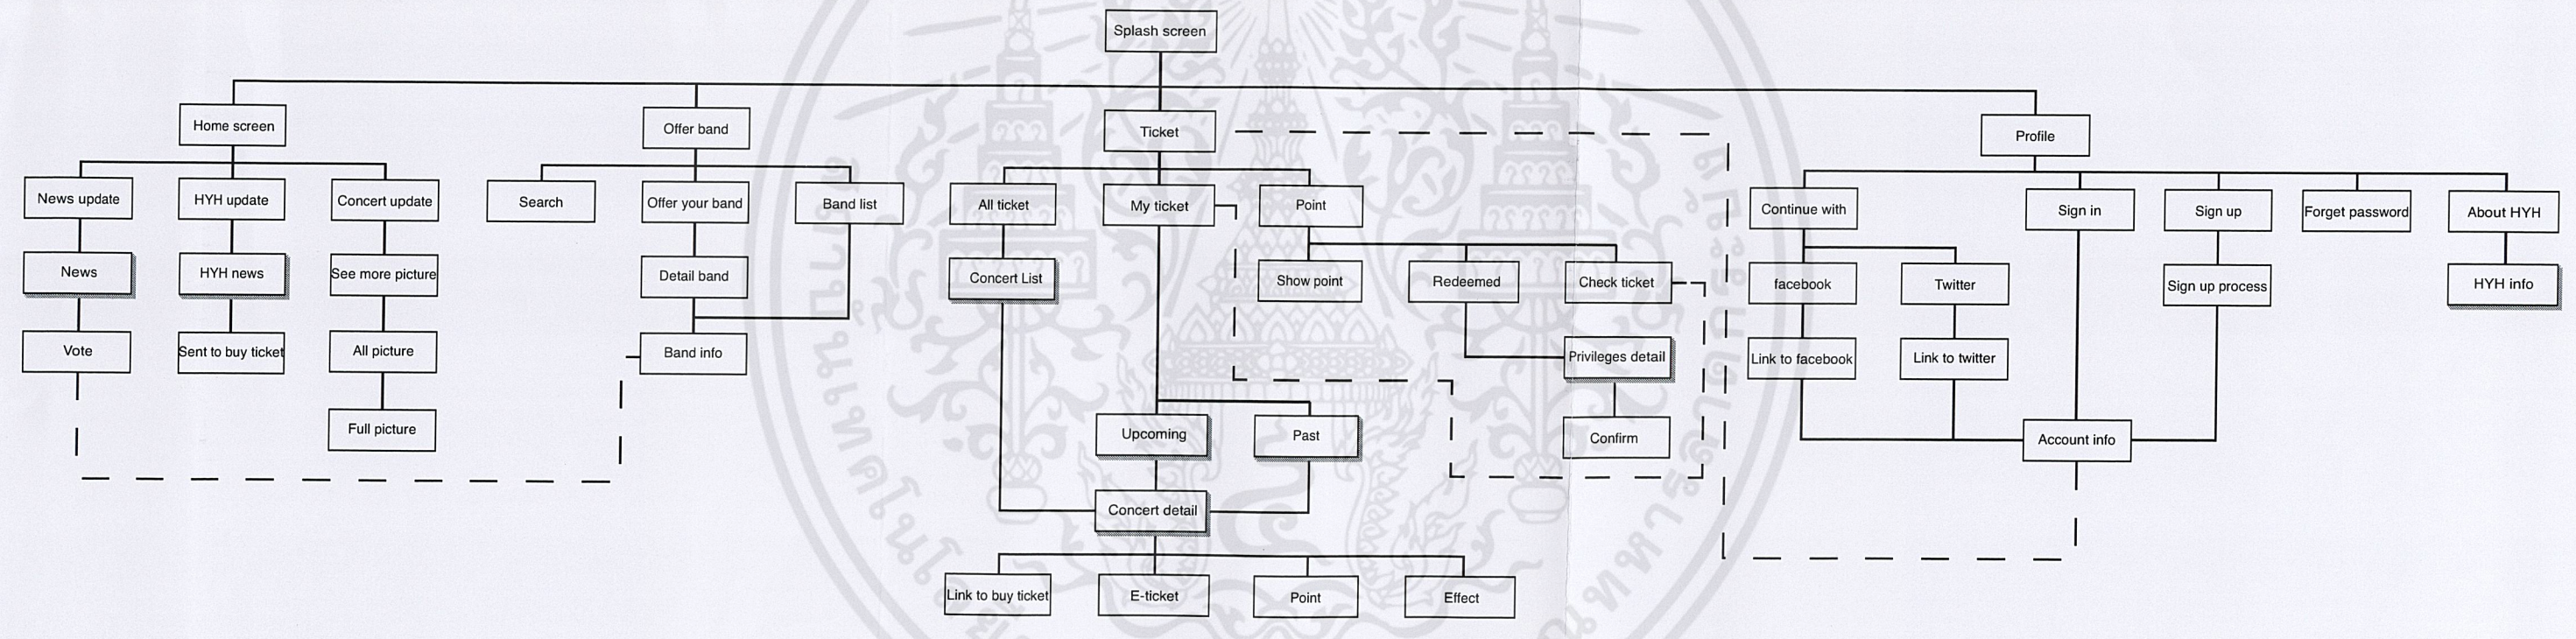 Splash screen
Home screen
Offer band
Ticket
Profile
News update
HYH update
Concert update
Search
Offer your band
Band list
All ticket
My ticket
Point
Continue with
Sign in
Sign up
Forget password
About HYH
News
HYH news
See more picture
Detail band
Concert List
Show point
Redeemed
Check ticket
facebook
Twitter
Sign up process
HYH info
Vote
Sent to buy ticket
All picture
Band info
Privileges detail
Link to facebook
Link to twitter
Full picture
Upcoming
Past
Confirm
Account info
Concert detail
Link to buy ticket
E-ticket
Point
Effect